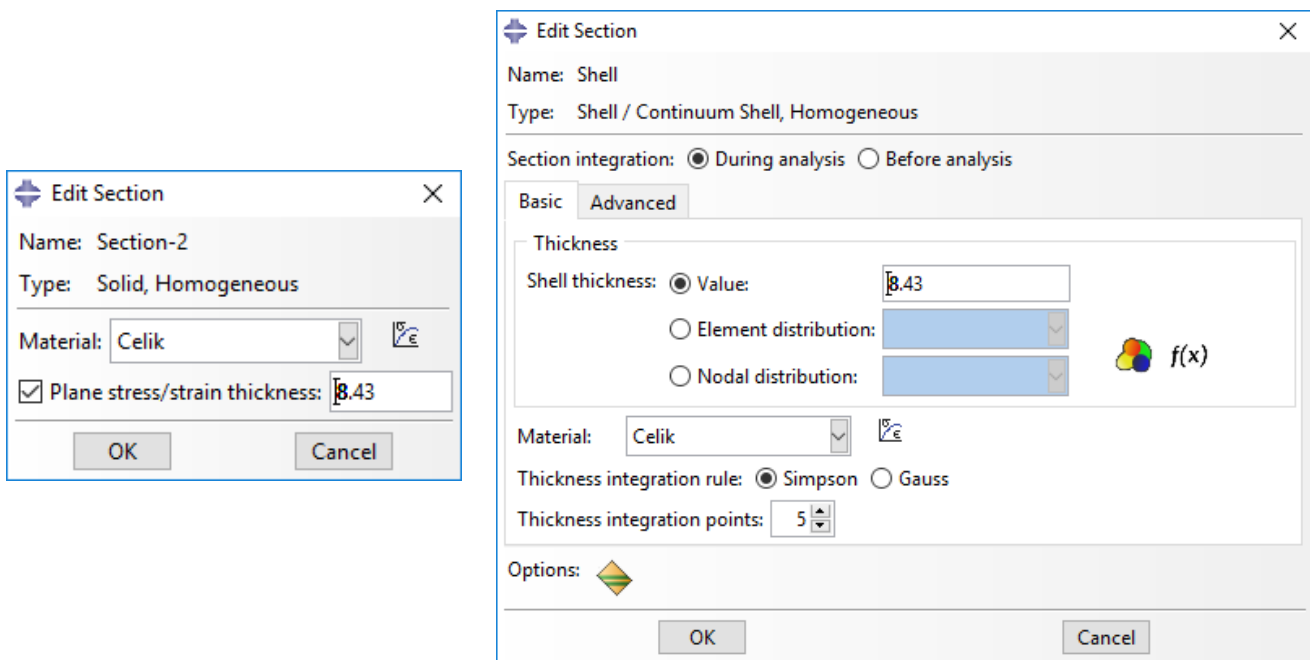 Edit Section
Name: Section-2
Type: Solid, Homogeneous
Material: Celik
Plane stress/strain thickness: 8.43
OK Cancel
Edit Section
Name: Shell
Type: Shell / Continuum Shell, Homogeneous
Section integration: During analysis Before analysis
Basic Advanced
Thickness
Shell thickness: Value: 8.43
Element distribution:
Nodal distribution:
f(x)
Material: Celik
Thickness integration rule: Simpson Gauss
Thickness integration points: 5
Options:
OK Cancel